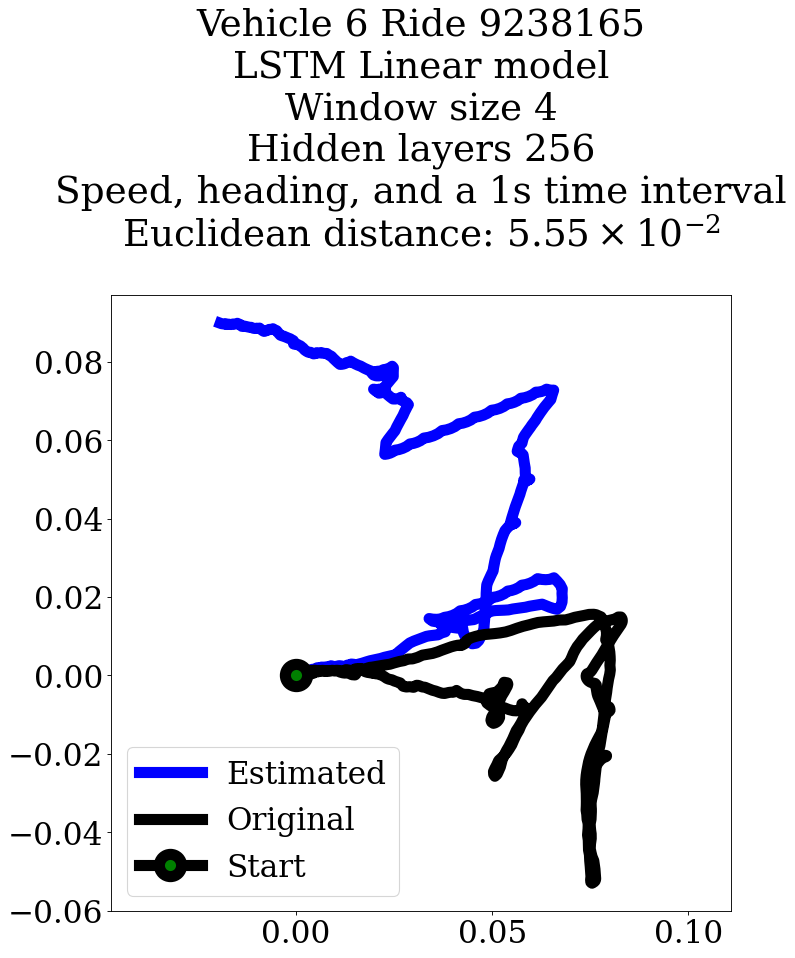 Vehicle 6 Ride 9238165
LSTM Linear model
Window size 4
Hidden layers 256
Speed, heading, and a 1s time interval
Euclidean distance: 5.55 × 10⁻²
0.08
0.06
0.04
0.02
0.00
−0.02
−0.04
−0.06
Estimated
Original
Start
0.00 0.05 0.10